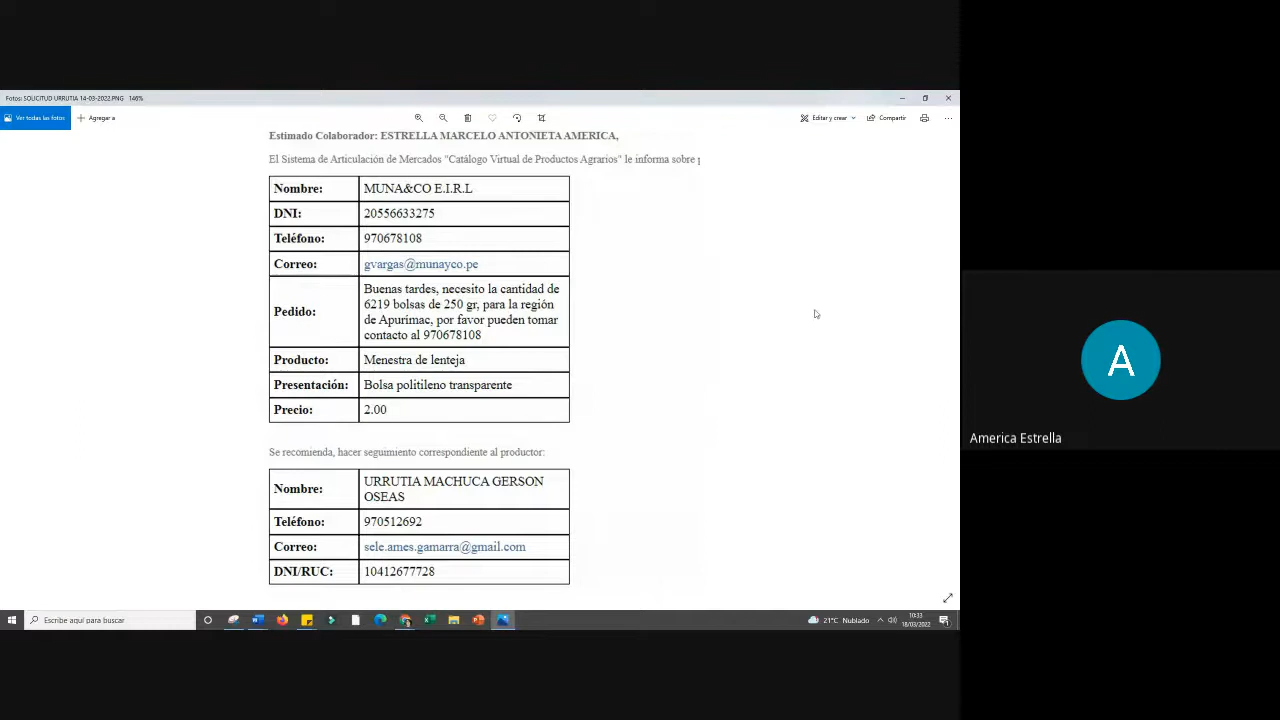 Fotos: SOLICITUD URRUTIA 14-03-2022.PNG 146%
Ver todas las fotos
Agregar a
Editar y crear
Compartir
Estimado Colaborador: ESTRELLA MARCELO ANTONIETA AMERICA,
El Sistema de Articulación de Mercados "Catálogo Virtual de Productos Agrarios" le informa sobre
Nombre: MUNA&CO E.I.R.L
DNI: 20556633275
Teléfono: 970678108
Correo: gvargas@munayco.pe
Pedido: Buenas tardes, necesito la cantidad de
6219 bolsas de 250 gr, para la región
de Apurímac, por favor pueden tomar
contacto al 970678108
Producto: Menestra de lenteja
Presentación: Bolsa politileno transparente
Precio: 2.00
Se recomienda, hacer seguimiento correspondiente al productor:
Nombre: URRUTIA MACHUCA GERSON
OSEAS
Teléfono: 970512692
Correo: sele.ames.gamarra@gmail.com
DNI/RUC: 10412677728
Escribe aquí para buscar
21°C Nublado
10:33
18/03/2022
A
America Estrella